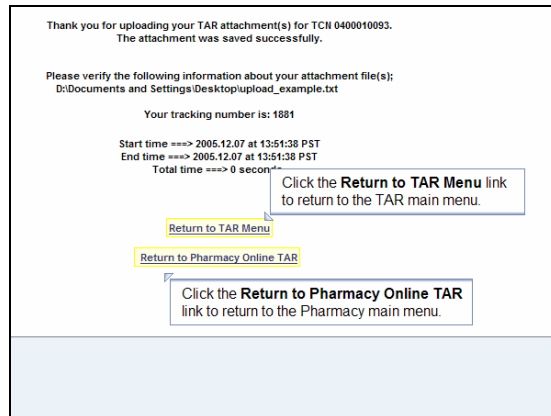 Thank you for uploading your TAR attachment(s) for TCN 0400010093.
The attachment was saved successfully.
Please verify the following information about your attachment file(s);
D:\Documents and Settings\Desktop\upload_example.txt
Your tracking number is: 1881
Start time ===> 2005.12.07 at 13:51:38 PST
End time ===> 2005.12.07 at 13:51:38 PST
Total time ===> 0 seconds
Click the Return to TAR Menu link
to return to the TAR main menu.
Return to TAR Menu
Return to Pharmacy Online TAR
Click the Return to Pharmacy Online TAR
link to return to the Pharmacy main menu.